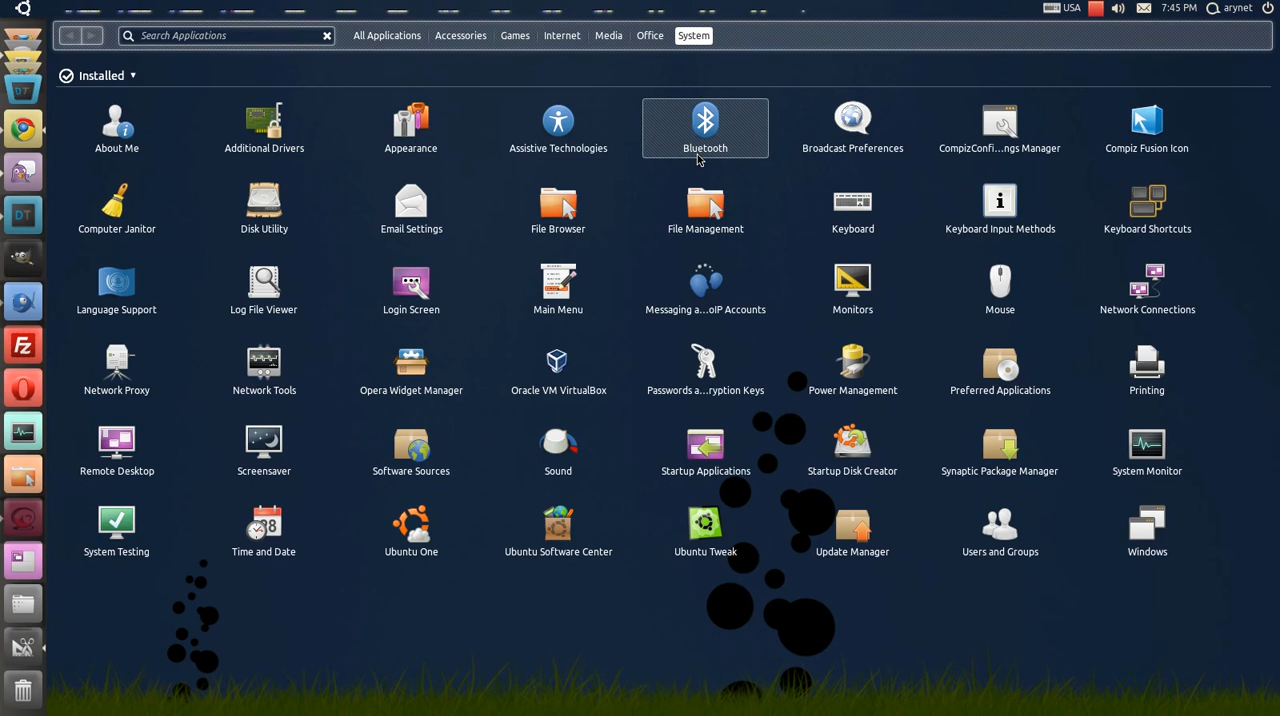 USA 7:45 PM arynet
Search Applications All Applications Accessories Games Internet Media Office System
Installed
About Me Additional Drivers Appearance Assistive Technologies Bluetooth Broadcast Preferences CompizConfi...ngs Manager Compiz Fusion Icon
Computer Janitor Disk Utility Email Settings File Browser File Management Keyboard Keyboard Input Methods Keyboard Shortcuts
Language Support Log File Viewer Login Screen Main Menu Messaging a...oIP Accounts Monitors Mouse Network Connections
Network Proxy Network Tools Opera Widget Manager Oracle VM VirtualBox Passwords a...ryption Keys Power Management Preferred Applications Printing
Remote Desktop Screensaver Software Sources Sound Startup Applications Startup Disk Creator Synaptic Package Manager System Monitor
System Testing Time and Date Ubuntu One Ubuntu Software Center Ubuntu Tweak Update Manager Users and Groups Windows
DT
DT
FZ